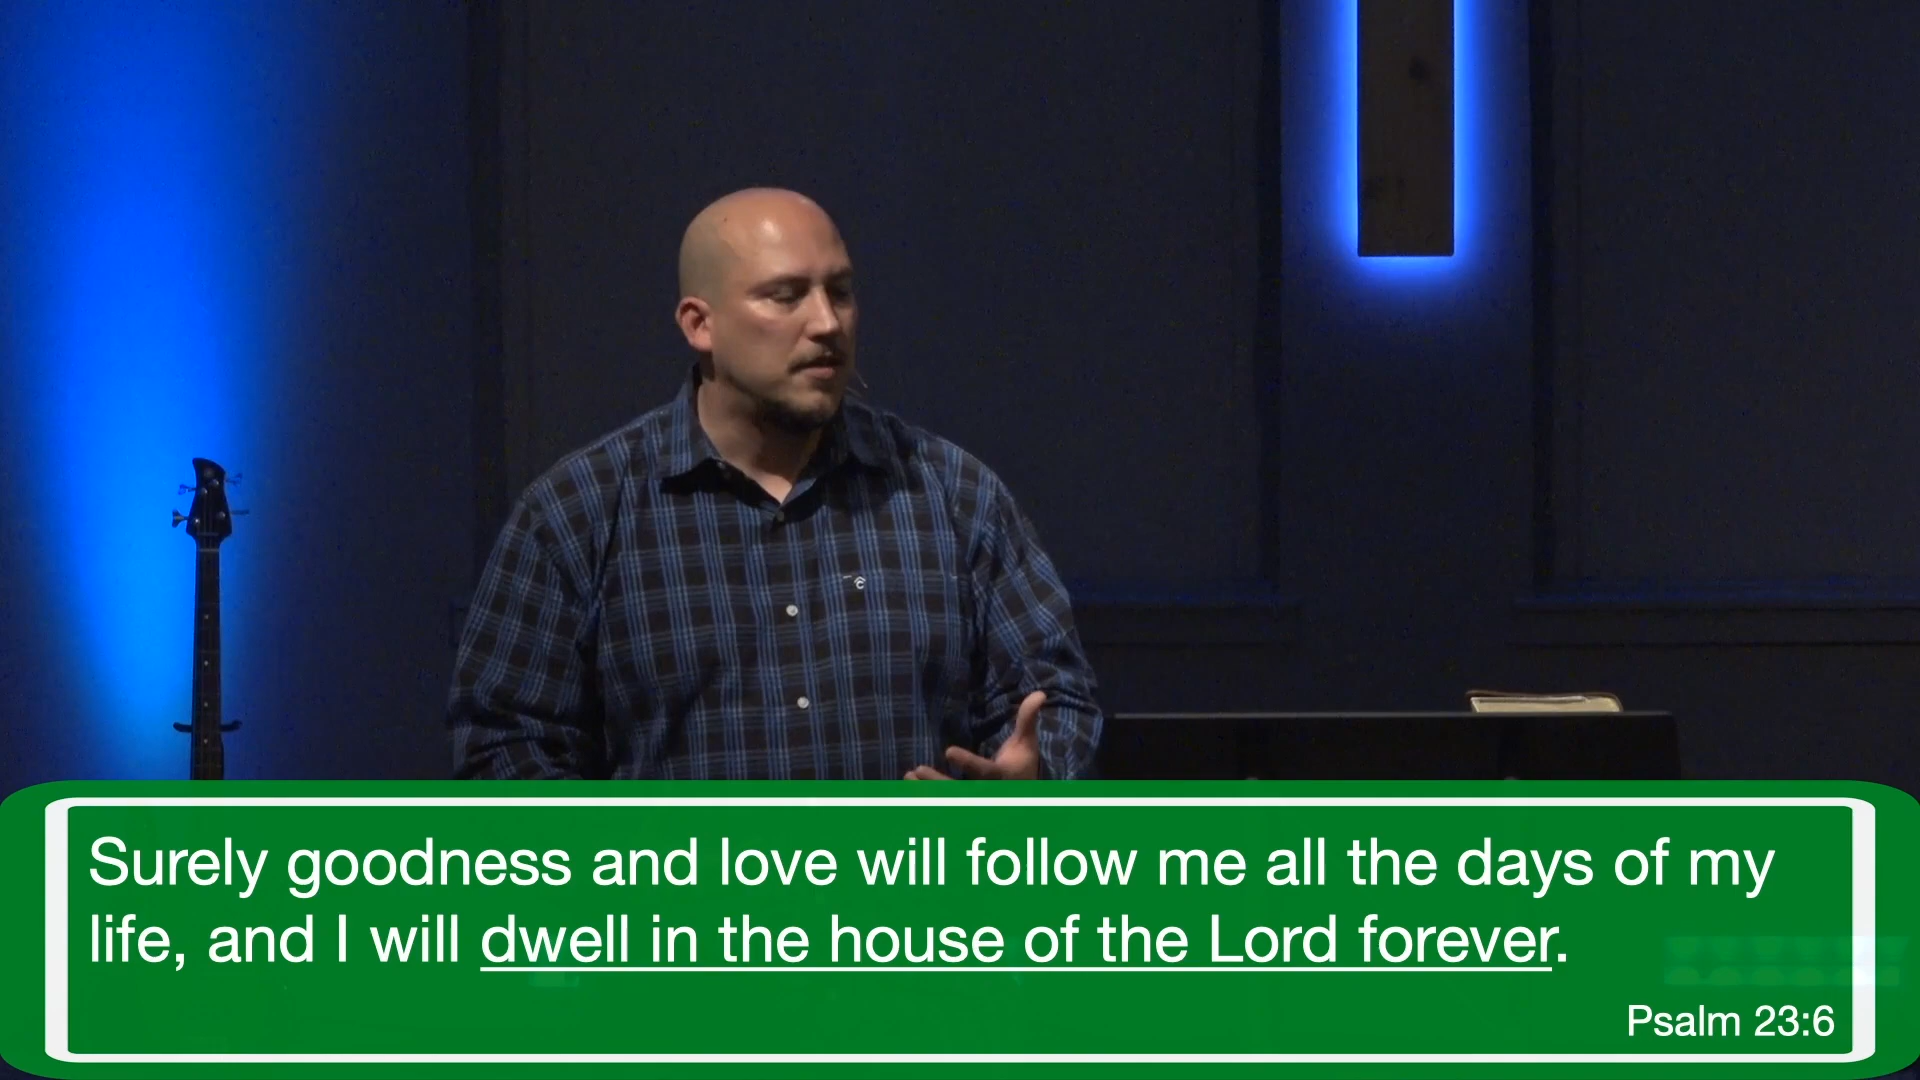 Surely goodness and love will follow me all the days of my
life, and I will dwell in the house of the Lord forever.
Psalm 23:6